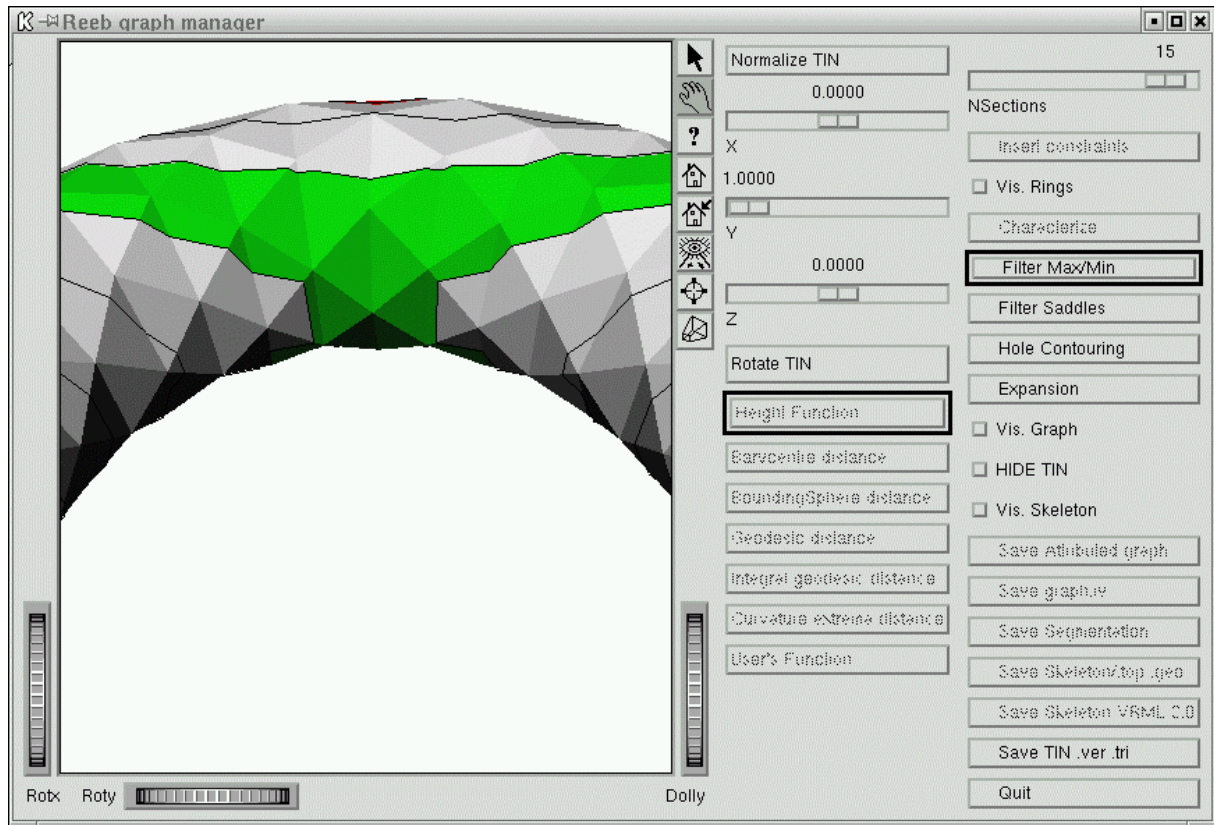 Reeb graph manager
Normalize TIN
0.0000
X
1.0000
Y
0.0000
Z
Rotate TIN
Height Function
Barycentre distance
BoundingSphere distance
Geodesic distance
Integral geodesic distance
Curvature extreme distance
User's Function
15
NSections
Insert constraints
Vis. Rings
Characterize
Filter Max/Min
Filter Saddles
Hole Contouring
Expansion
Vis. Graph
HIDE TIN
Vis. Skeleton
Save Attributed graph
Save graph.iv
Save Segmentation
Save Skeleton/.top .geo
Save Skeleton VRML 2.0
Save TIN .ver .tri
Quit
Rotx
Roty
Dolly
?